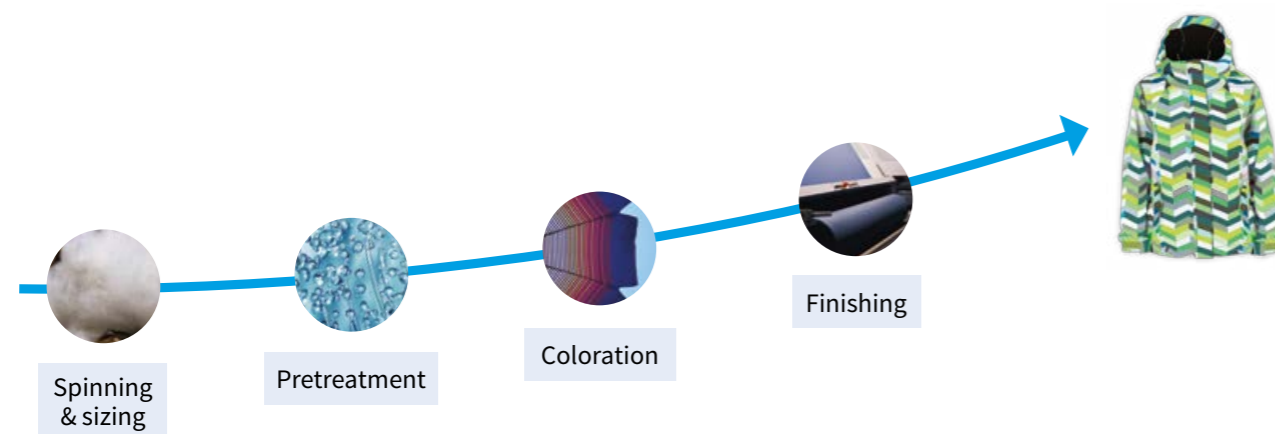 Spinning
& sizing
Pretreatment
Coloration
Finishing